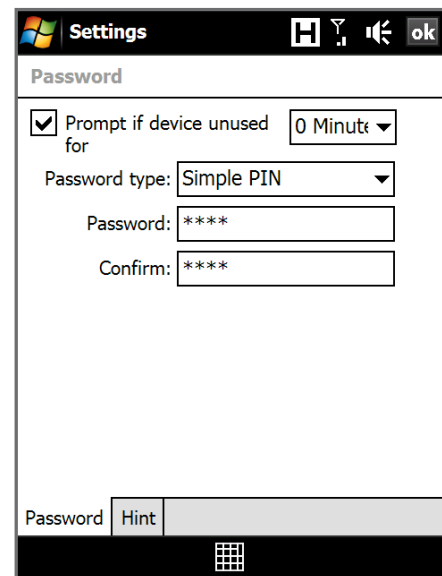 Settings H ok
Password
Prompt if device unused 0 Minute
for
Password type: Simple PIN
Password: ****
Confirm: ****
Password Hint